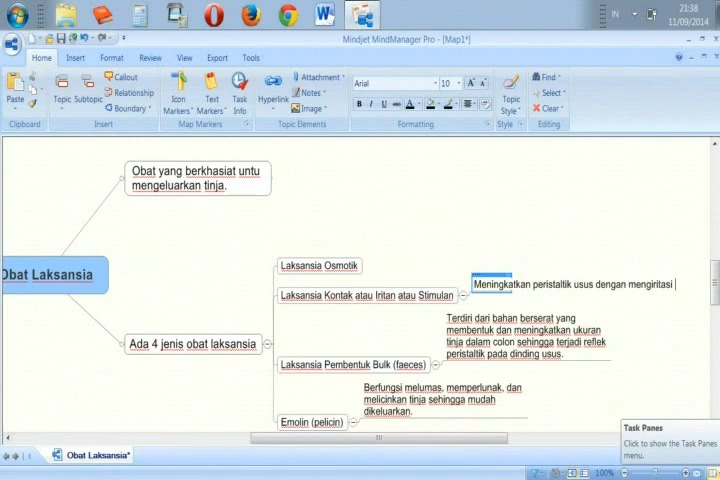 IN
21:38
11/09/2014
Mindjet MindManager Pro - [Map1*]
Home Insert Format Review View Export Tools
Paste
Clipboard
Topic Subtopic
Callout
Relationship
Boundary
Insert
Icon Markers
Text Markers
Task Info
Map Markers
Hyperlink
Attachment
Notes
Image
Topic Elements
Arial 10
B I U abc A
Formatting
Topic Style
Style
Find
Select
Clear
Editing
Obat yang berkhasiat untu
mengeluarkan tinja.
Obat Laksansia
Ada 4 jenis obat laksansia
Laksansia Osmotik
Laksansia Kontak atau Iritan atau Stimulan
Meningkatkan peristaltik usus dengan mengiritasi
Laksansia Pembentuk Bulk (faeces)
Terdiri dari bahan berserat yang
membentuk dan meningkatkan ukuran
tinja dalam colon sehingga terjadi reflek
peristaltik pada dinding usus.
Emolin (pelicin)
Berfungsi melumas, memperlunak, dan
melicinkan tinja sehingga mudah
dikeluarkan.
Task Panes
Click to show the Task Panes
menu.
Obat Laksansia*
100%